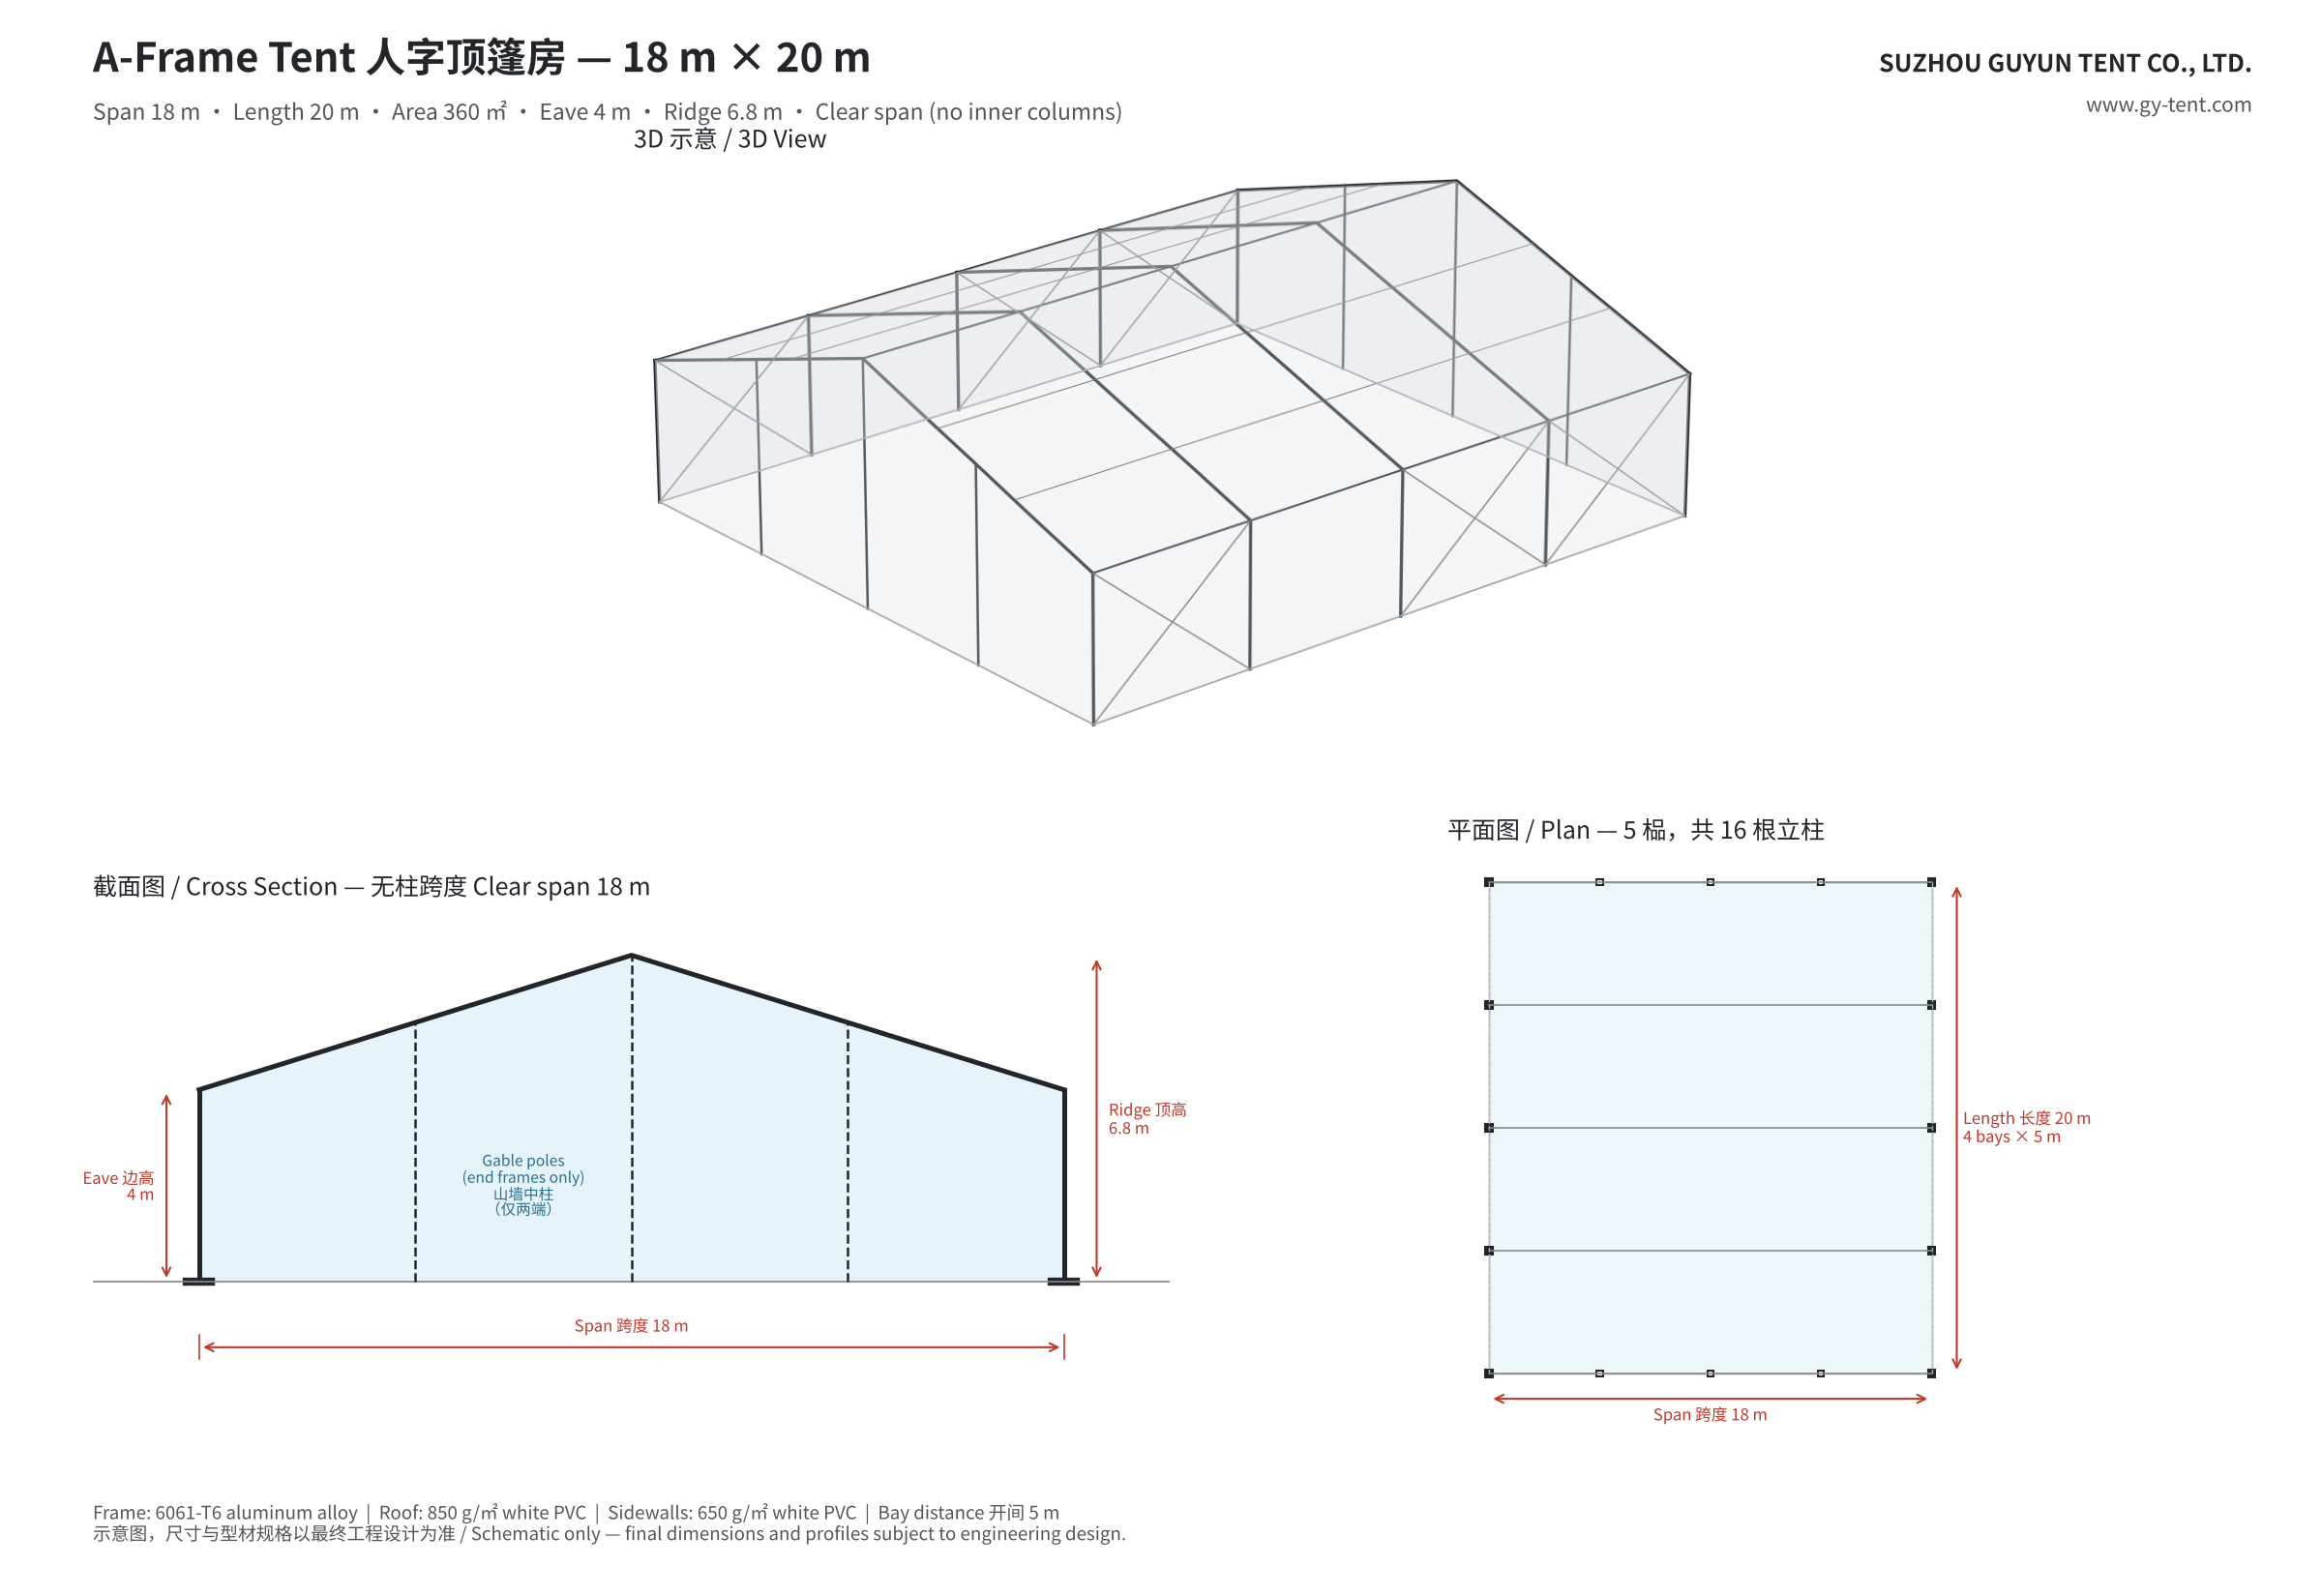 A-Frame Tent 人字顶篷房 — 18 m × 20 m
SUZHOU GUYUN TENT CO., LTD.
Span 18 m · Length 20 m · Area 360 ㎡ · Eave 4 m · Ridge 6.8 m · Clear span (no inner columns)
www.gy-tent.com
3D 示意 / 3D View
平面图 / Plan — 5 榀，共 16 根立柱
截面图 / Cross Section — 无柱跨度 Clear span 18 m
Ridge 顶高
6.8 m
Length 长度 20 m
4 bays × 5 m
Gable poles
(end frames only)
山墙中柱
（仅两端）
Eave 边高
4 m
Span 跨度 18 m
Span 跨度 18 m
Frame: 6061-T6 aluminum alloy | Roof: 850 g/㎡ white PVC | Sidewalls: 650 g/㎡ white PVC | Bay distance 开间 5 m
示意图，尺寸与型材规格以最终工程设计为准 / Schematic only — final dimensions and profiles subject to engineering design.